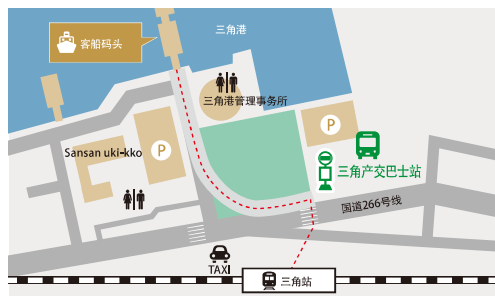 三角港
客船码头
三角港管理事务所
P
Sansan uki-kko
P
三角产交巴士站
国道266号线
TAXI
三角站